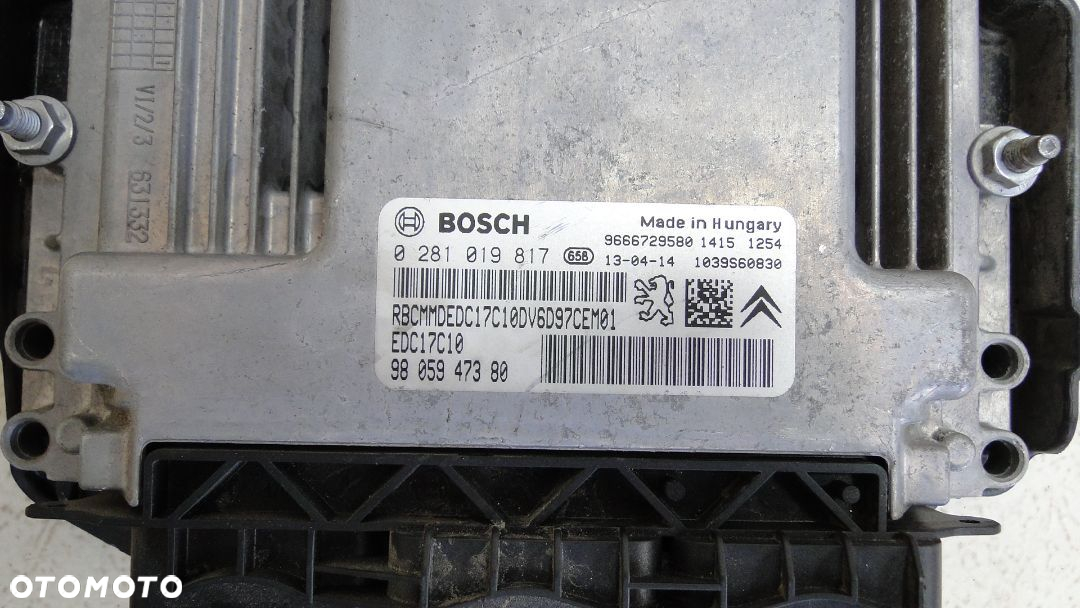 VI/2/3 631332
BOSCH
Made in Hungary
9666729580 1415 1254
0 281 019 817 658 13-04-14 1039S60830
RBCMMDEDC17C10DV6D97CEM01
EDC17C10
98 059 473 80
OTOMOTO